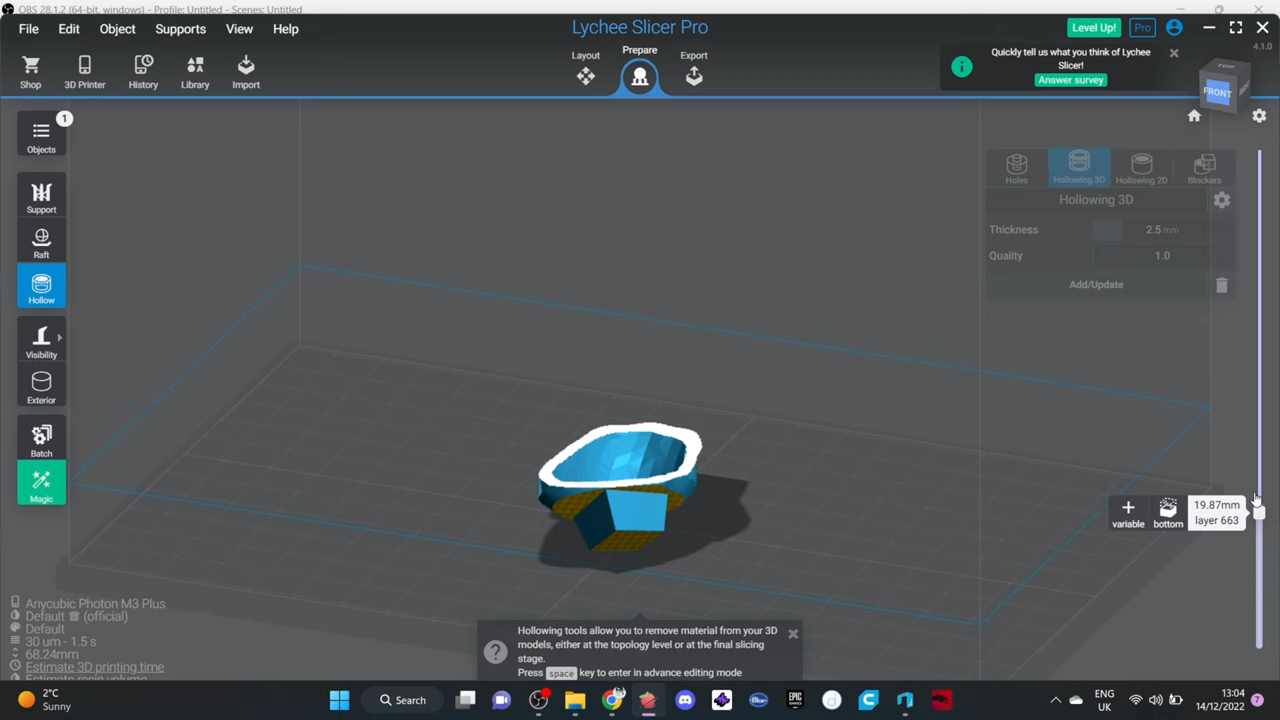 OBS 28.1.2 (64-bit, windows) - Profile: Untitled - Scenes: Untitled
File Edit Object Supports View Help
Lychee Slicer Pro
Level Up! Pro
4.1.0
Shop 3D Printer History Library Import
Layout Prepare Export
Quickly tell us what you think of Lychee
Slicer!
Answer survey
FRONT
Objects 1
Support
Raft
Hollow
Visibility
Exterior
Batch
Magic
Holes Hollowing 3D Hollowing 2D Blockers
Hollowing 3D
Thickness 2.5 mm
Quality 1.0
Add/Update
variable bottom
19.87mm
layer 663
Anycubic Photon M3 Plus
Default (official)
Default
30 um - 1.5 s
68.24mm
Estimate 3D printing time
Estimate resin volume
Hollowing tools allow you to remove material from your 3D
models, either at the topology level or at the final slicing
stage.
Press space key to enter in advance editing mode
2°C
Sunny
Search
ENG
UK
13:04
14/12/2022
7